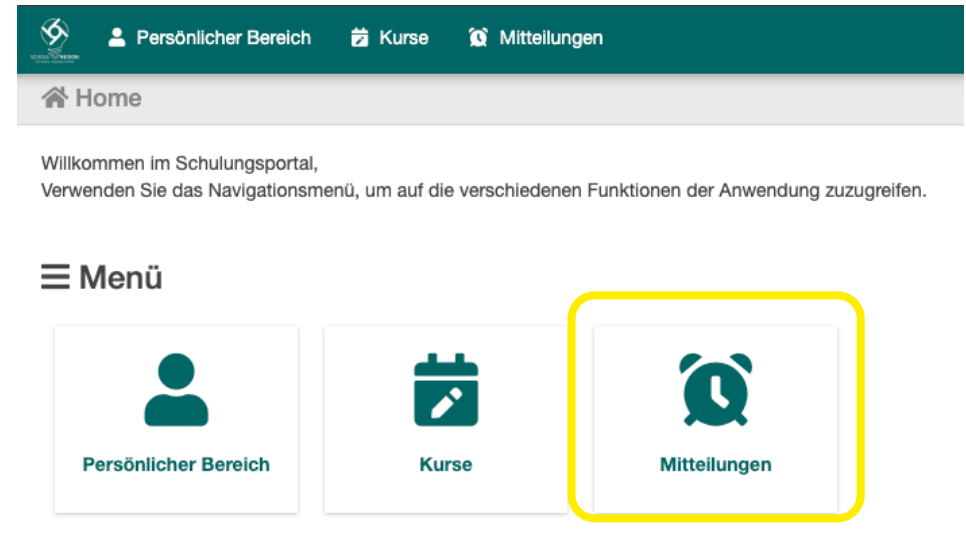 Persönlicher Bereich Kurse Mitteilungen
Home
Willkommen im Schulungsportal,
Verwenden Sie das Navigationsmenü, um auf die verschiedenen Funktionen der Anwendung zuzugreifen.
Menü
Persönlicher Bereich Kurse Mitteilungen